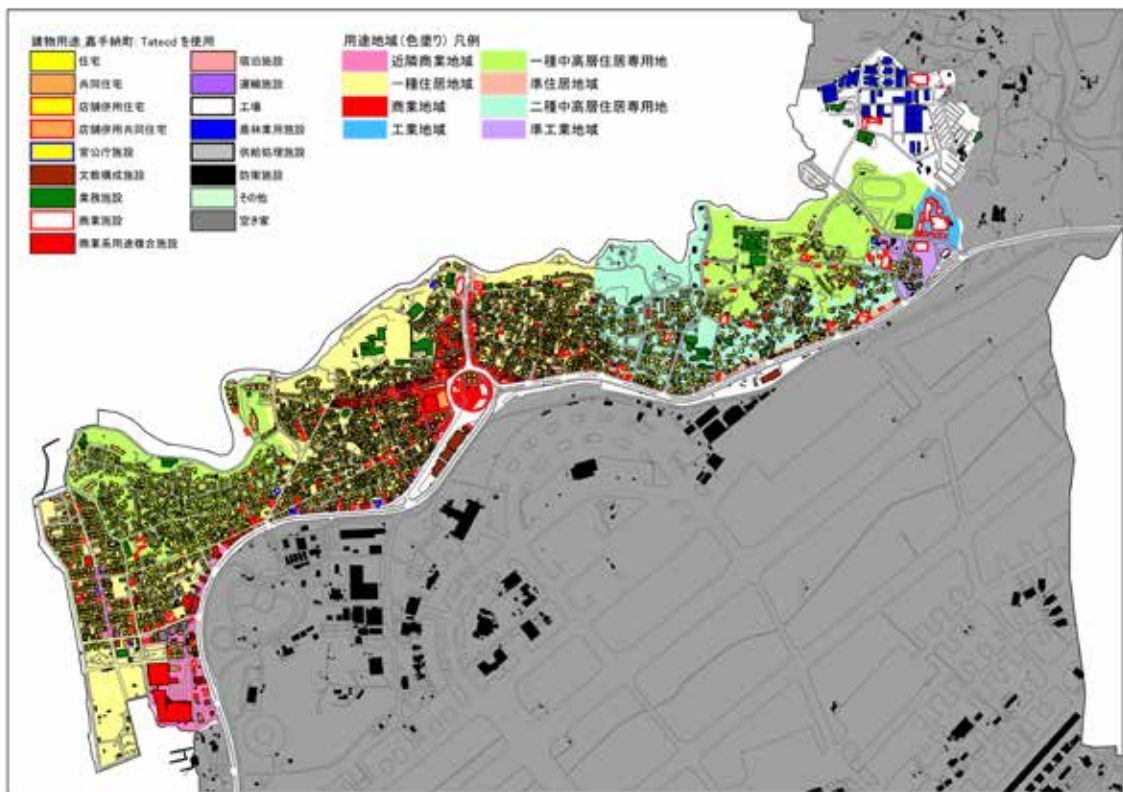 建物用途_嘉手納町: Tatecd を使用
住宅
共同住宅
店舗併用住宅
店舗併用共同住宅
官公庁施設
文教構成施設
業務施設
商業施設
商業系用途複合施設
宿泊施設
運輸施設
工場
農林業用施設
供給処理施設
防衛施設
その他
空き家
用途地域(色塗り) 凡例
近隣商業地域
一種住居地域
商業地域
工業地域
一種中高層住居専用地
準住居地域
二種中高層住居専用地
準工業地域